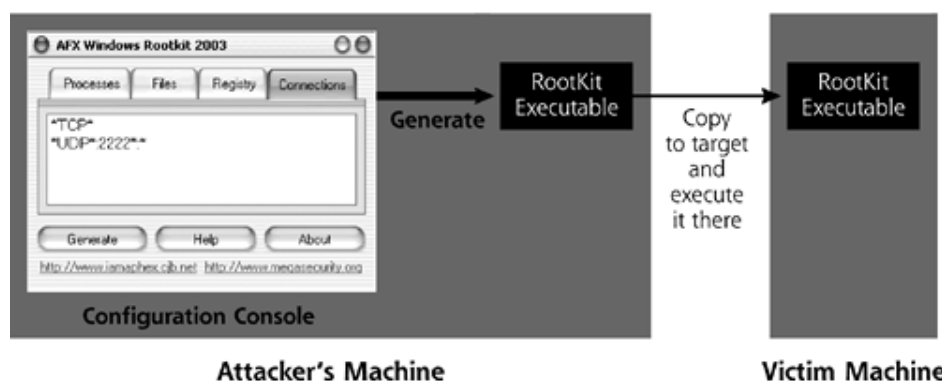 AFX Windows Rootkit 2003
Processes Files Registry Connections
*TCP*
*UDP*:2222*:*
Generate Help About
http://www.iamaphex.cjb.net http://www.megasecurity.org
Configuration Console
Generate
RootKit
Executable
Copy
to target
and
execute
it there
RootKit
Executable
Attacker's Machine
Victim Machine